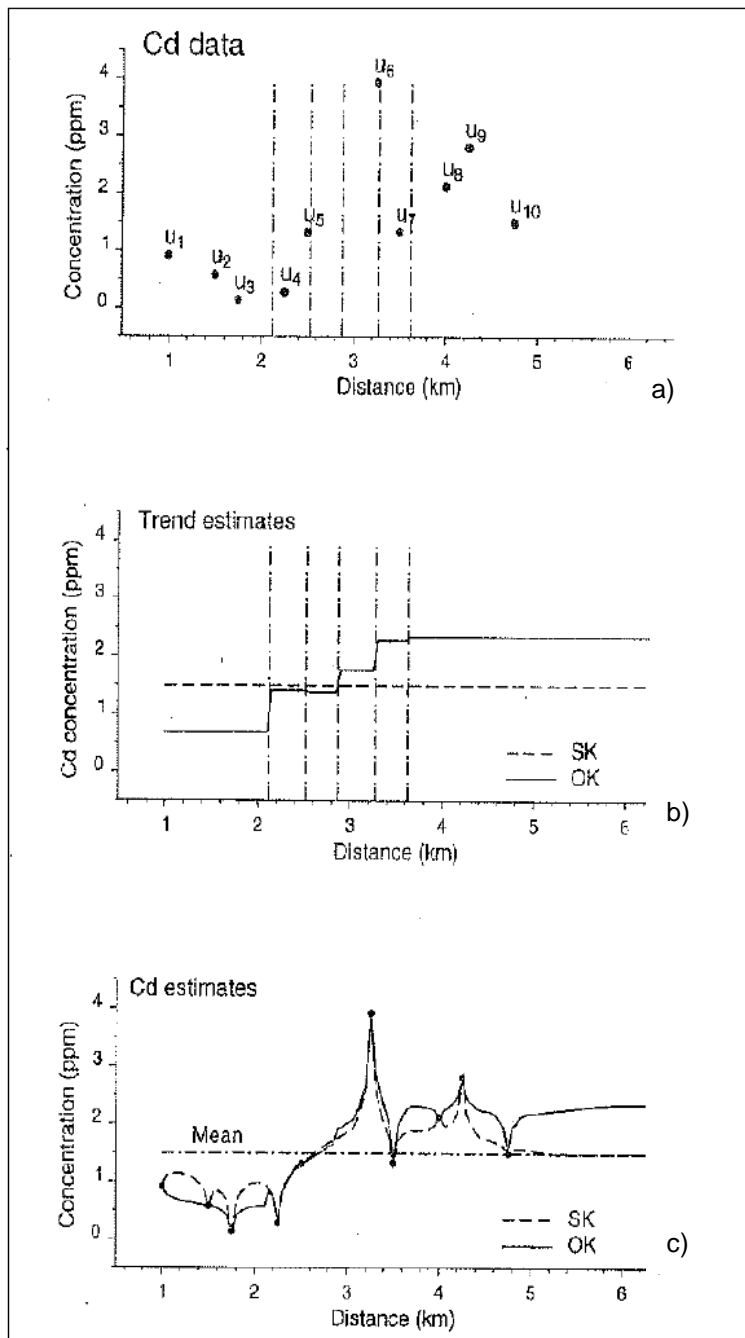 Cd data
Concentration (ppm)
4
3
2
1
0
u1
u2
u3
u4
u5
u6
u7
u8
u9
u10
1 2 3 4 5 6
Distance (km)
a)
Trend estimates
Cd concentration (ppm)
4
3
2
1
0
SK
OK
1 2 3 4 5 6
Distance (km)
b)
Cd estimates
Concentration (ppm)
4
3
2
1
0
Mean
SK
OK
1 2 3 4 5 6
Distance (km)
c)